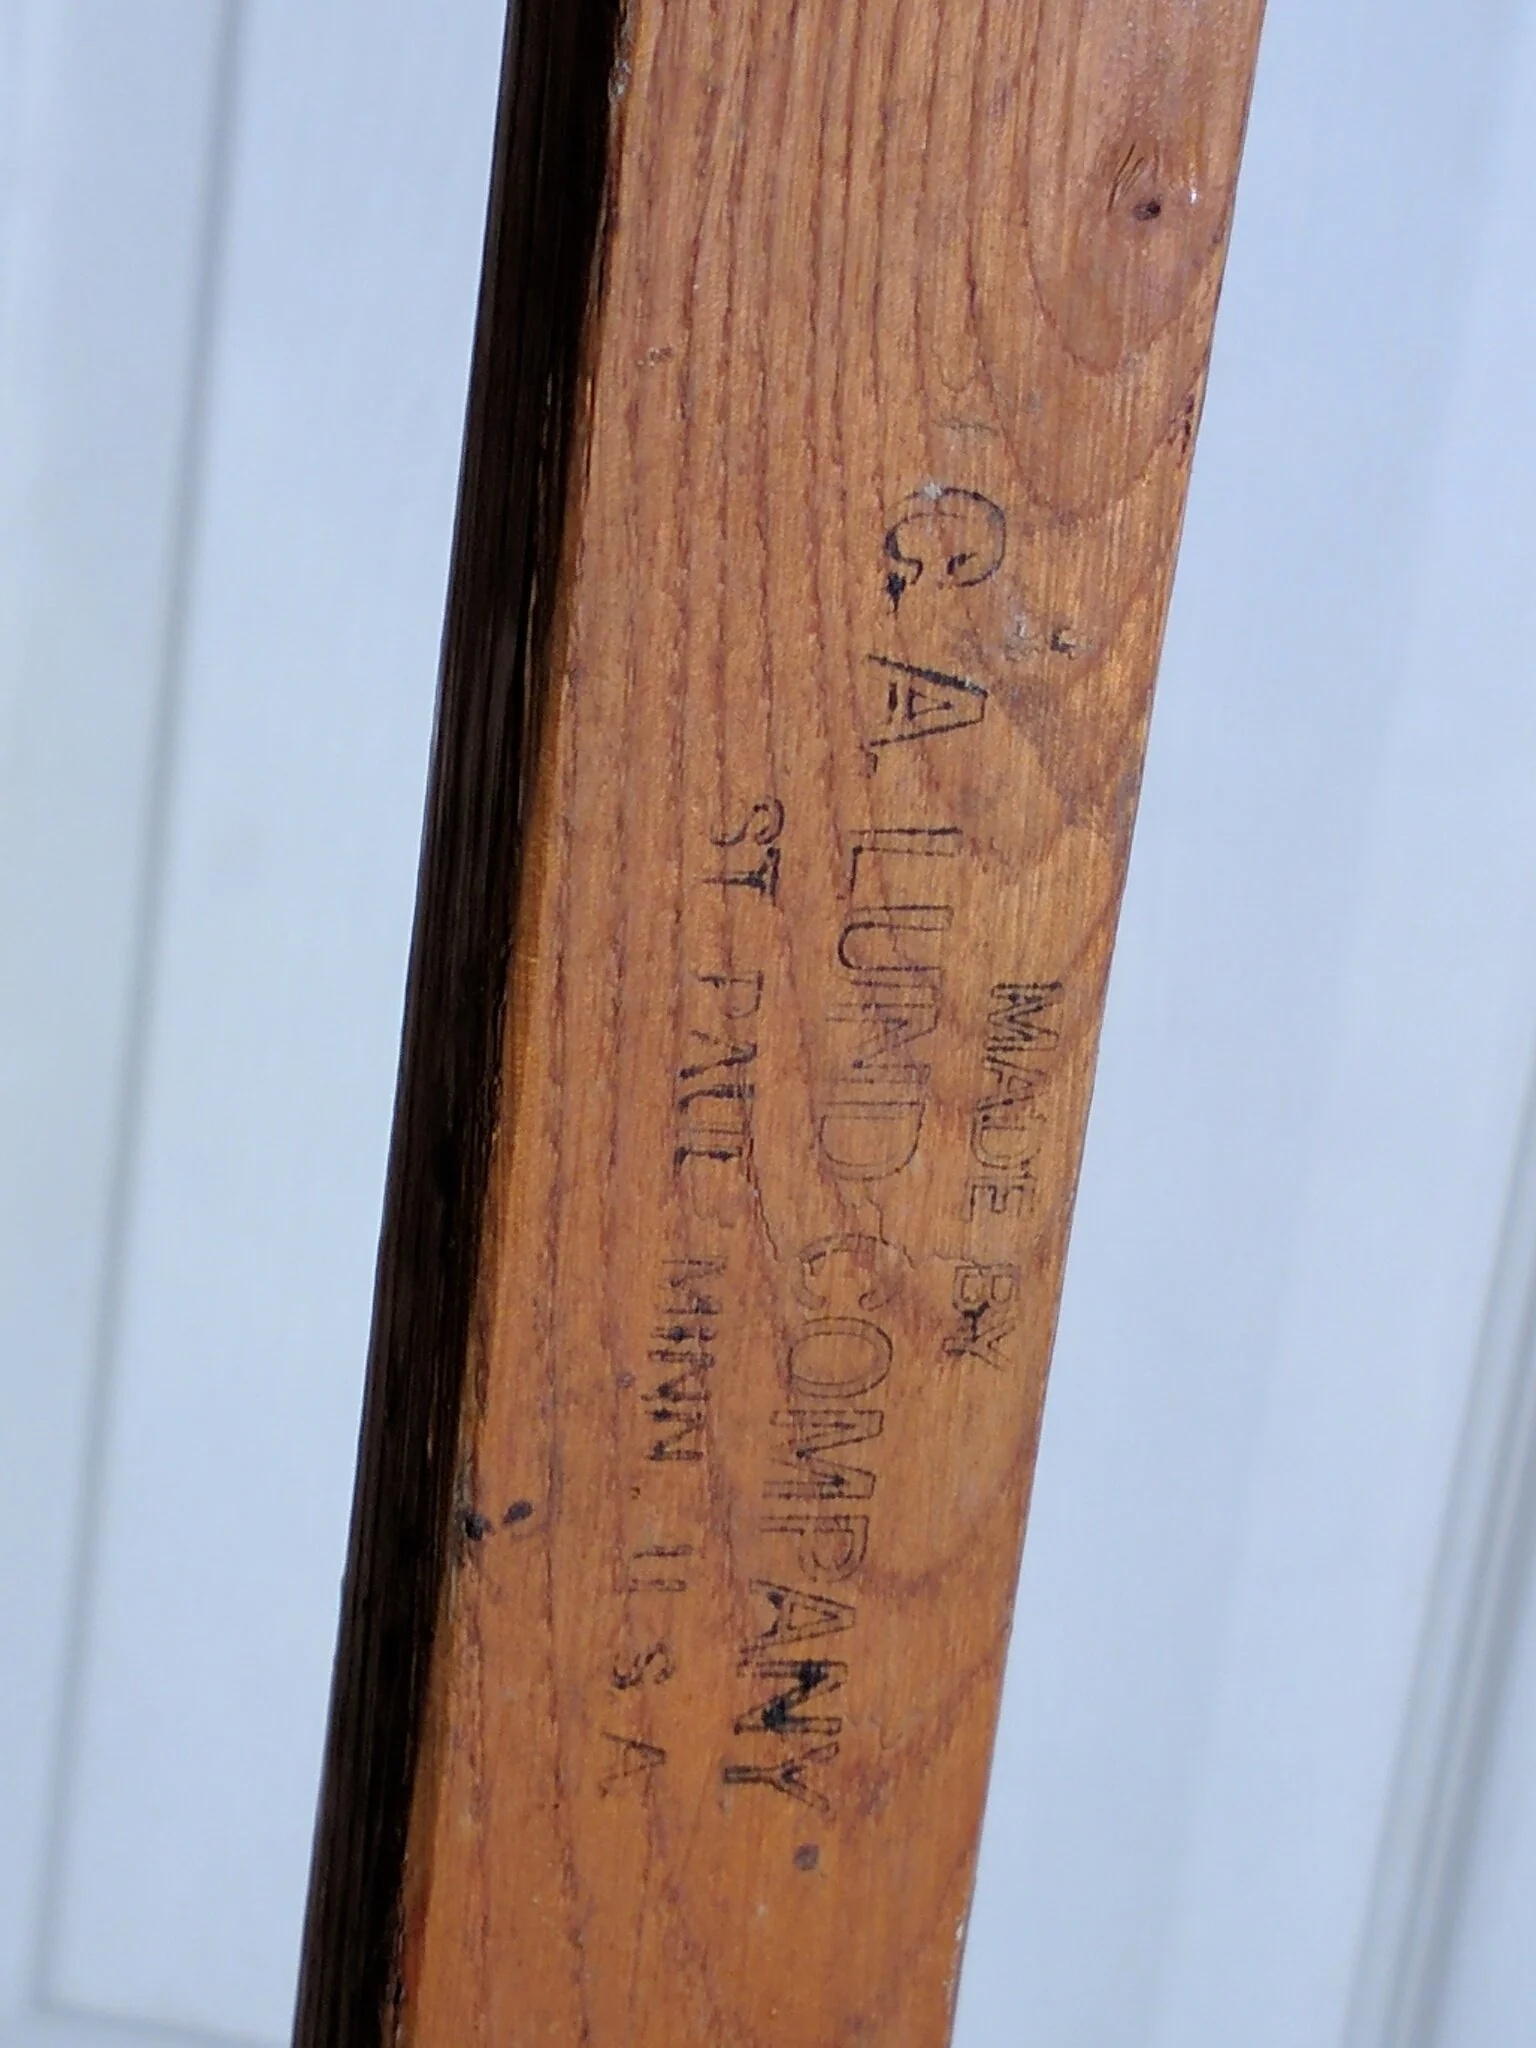 MADE BY
C. A. LUND COMPANY
ST. PAUL MINN. U S A